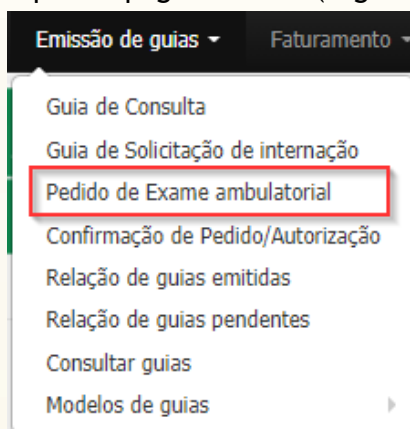 Emissão de guias Faturamento
Guia de Consulta
Guia de Solicitação de internação
Pedido de Exame ambulatorial
Confirmação de Pedido/Autorização
Relação de guias emitidas
Relação de guias pendentes
Consultar guias
Modelos de guias